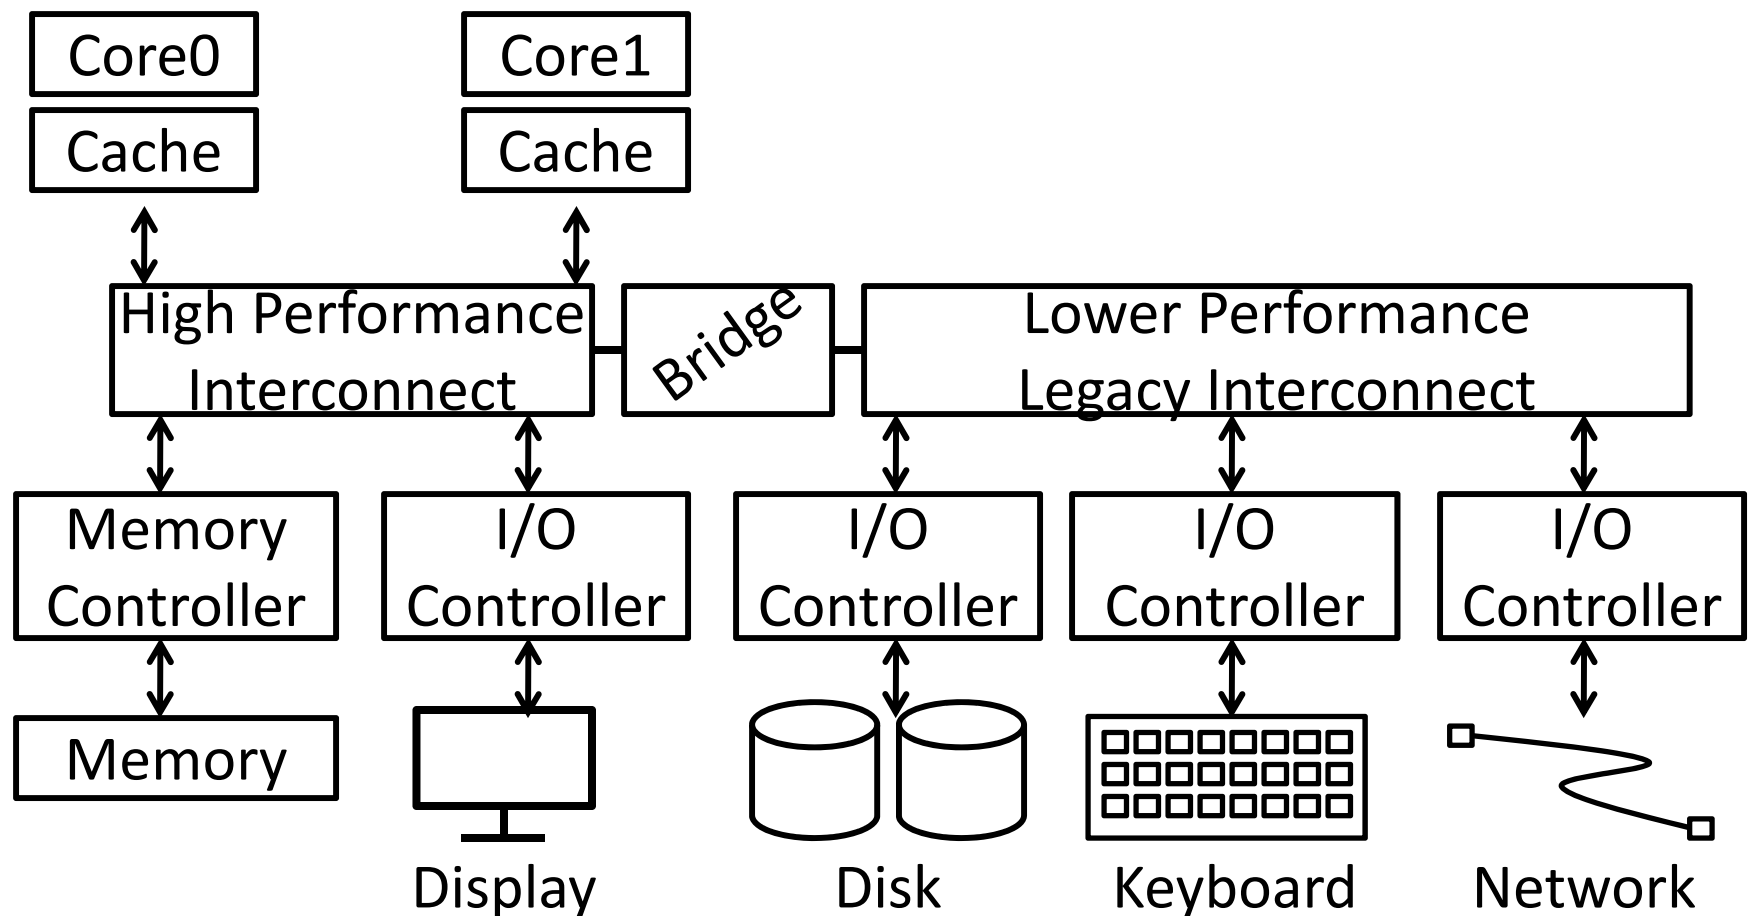 Core0
Core1
Cache
Cache
High Performance
Interconnect
Bridge
Lower Performance
Legacy Interconnect
Memory
Controller
I/O
Controller
I/O
Controller
I/O
Controller
I/O
Controller
Memory
Display
Disk
Keyboard
Network